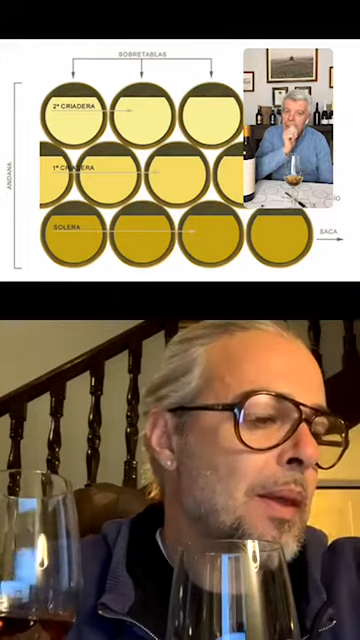 SOBRETABLAS
2ª CRIADERA
1ª CRIADERA
ANDANA
SOLERA
SACA